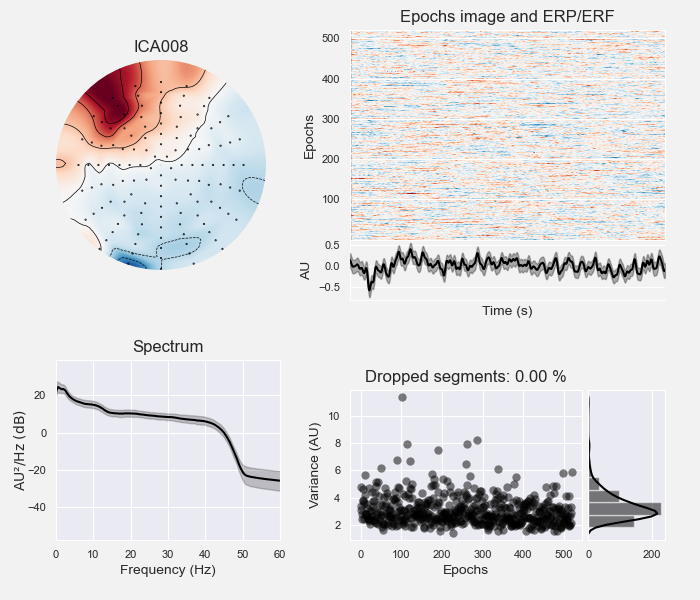 ICA008
Epochs image and ERP/ERF
Epochs
500
400
300
200
100
AU
0.5
0.0
−0.5
Time (s)
Spectrum
AU²/Hz (dB)
20
0
−20
−40
0 10 20 30 40 50 60
Frequency (Hz)
Dropped segments: 0.00 %
Variance (AU)
10
8
6
4
2
0 100 200 300 400 500
Epochs
0 200